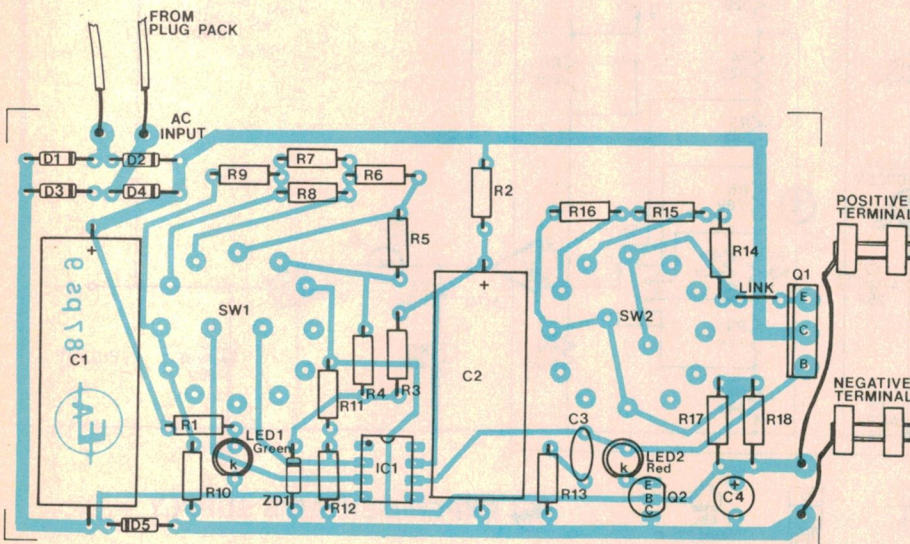 FROM
PLUG PACK
AC
INPUT
D1
D2
D3
D4
R9
R7
R8
R6
R5
R2
R16
R15
R14
POSITIVE
TERMINAL
LINK
Q1
E
C
B
+
87ps9
C1
EA
SW1
+
C2
SW2
R4
R3
R11
R1
LED1
Green
k
IC1
C3
LED2
Red
k
R17
R18
NEGATIVE
TERMINAL
R10
ZD1
R12
R13
E
B
C
Q2
+
C4
D5